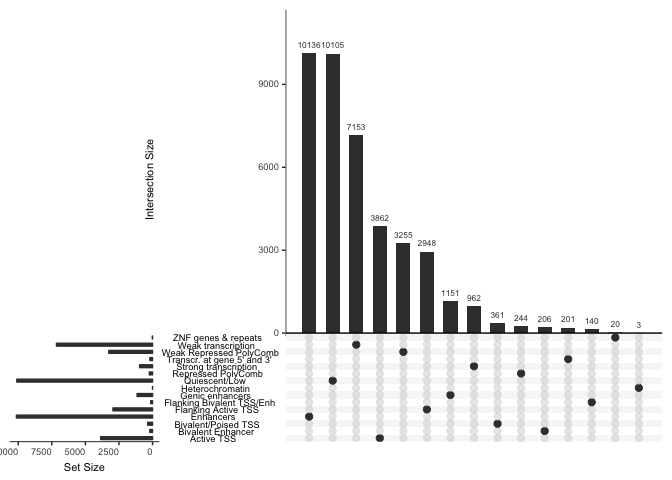 1013610105
9000
7153
Intersection Size
6000
3862
3255
2948
3000
1151
962
361
244
206
201
140
20
3
0
ZNF genes & repeats
Weak transcription
Weak Repressed PolyComb
Transcr. at gene 5' and 3'
Strong transcription
Repressed PolyComb
Quiescent/Low
Heterochromatin
Genic enhancers
Flanking Bivalent TSS/Enh
Flanking Active TSS
Enhancers
Bivalent/Poised TSS
Bivalent Enhancer
Active TSS
0000 7500 5000 2500 0
Set Size